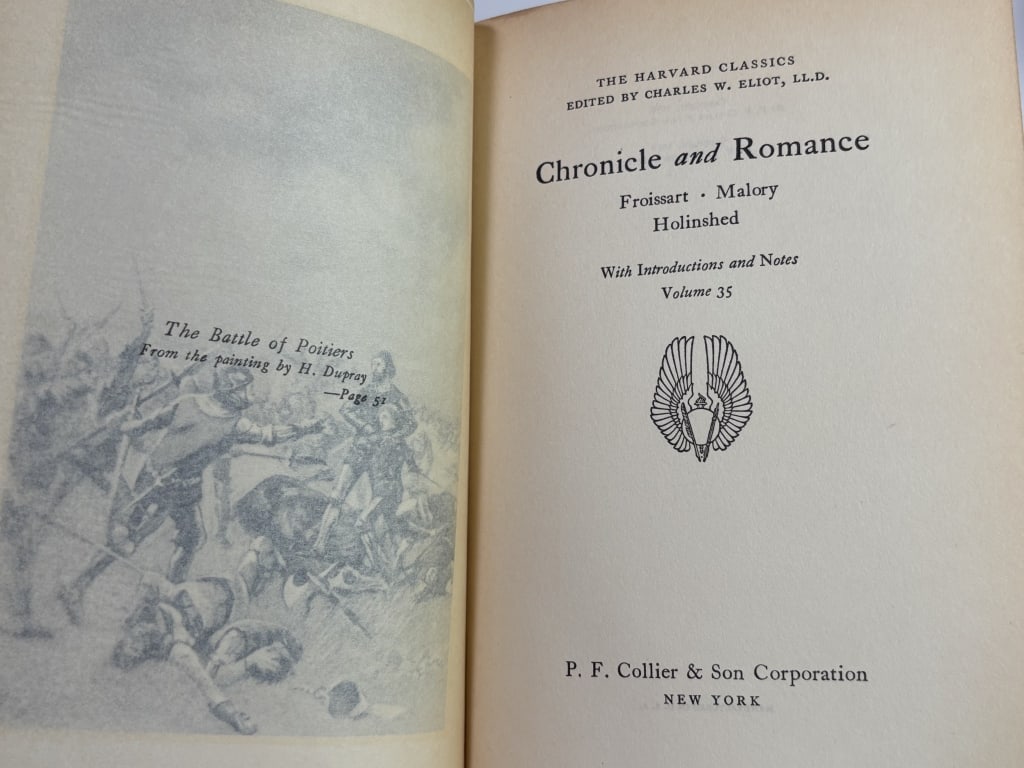 The Battle of Poitiers
From the painting by H. Dupray
—Page 51
THE HARVARD CLASSICS
EDITED BY CHARLES W. ELIOT, LL.D.
Chronicle and Romance
Froissart · Malory
Holinshed
With Introductions and Notes
Volume 35
P. F. Collier & Son Corporation
NEW YORK